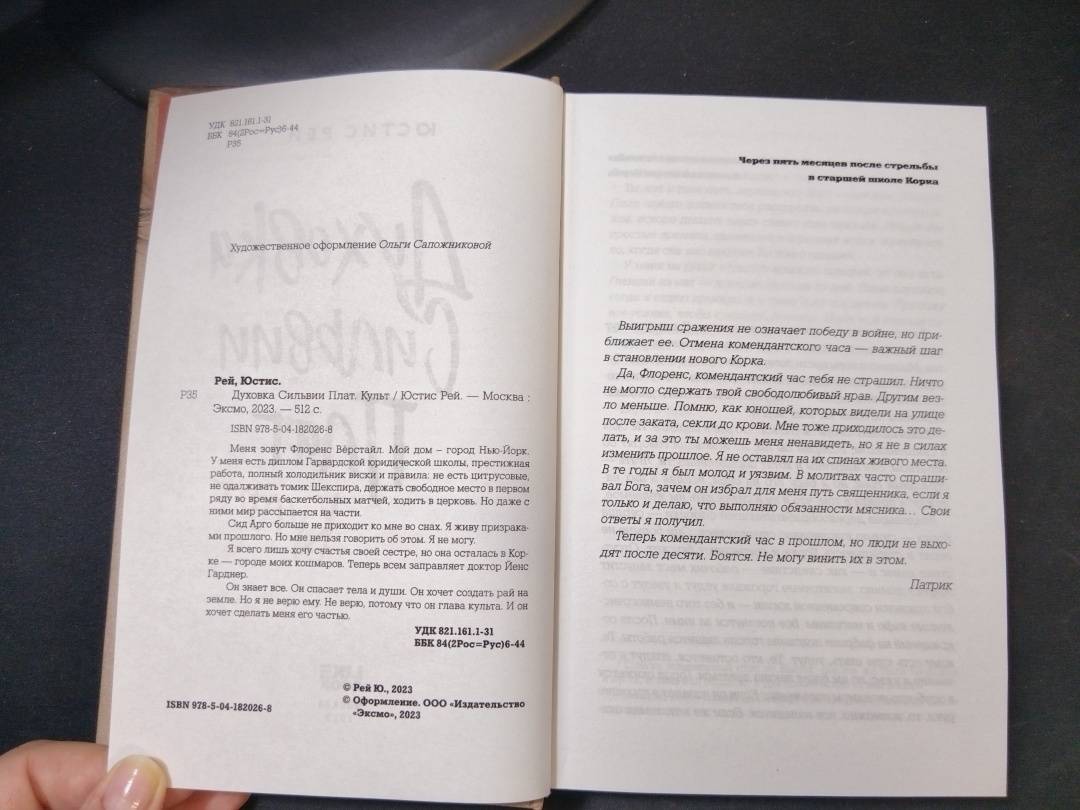 УДК 821.161.1-31
ББК 84(2Рос=Рус)6-44
Р35
Художественное оформление Ольги Сапожниковой
Рей, Юстис.
Р35 Духовка Сильвии Плат. Культ / Юстис Рей. — Москва :
Эксмо, 2023. — 512 с.
ISBN 978-5-04-182026-8
Меня зовут Флоренс Вёрстайл. Мой дом – город Нью-Йорк.
У меня есть диплом Гарвардской юридической школы, престижная
работа, полный холодильник виски и правила: не есть цитрусовые,
не одалживать томик Шекспира, держать свободное место в первом
ряду во время баскетбольных матчей, ходить в церковь. Но даже с
ними мир рассыпается на части.
Сид Арго больше не приходит ко мне во снах. Я живу призрака-
ми прошлого. Но мне нельзя говорить об этом. Я не могу.
Я всего лишь хочу счастья своей сестре, но она осталась в Кор-
ке — городе моих кошмаров. Теперь всем заправляет доктор Йенс
Гарднер.
Он знает все. Он спасает тела и души. Он хочет создать рай на
земле. Но я не верю ему. Не верю, потому что он глава культа. И он
хочет сделать меня его частью.
УДК 821.161.1-31
ББК 84(2Рос=Рус)6-44
© Рей Ю., 2023
© Оформление. ООО «Издательство
«Эксмо», 2023
ISBN 978-5-04-182026-8
Через пять месяцев после стрельбы
в старшей школе Корка
Выигрыш сражения не означает победу в войне, но при-
ближает ее. Отмена комендантского часа — важный шаг
в становлении нового Корка.
Да, Флоренс, комендантский час тебя не страшил. Ничто
не могло сдержать твой свободолюбивый нрав. Другим вез-
ло меньше. Помню, как юношей, которых видели на улице
после заката, секли до крови. Мне тоже приходилось это де-
лать, и за это ты можешь меня ненавидеть, но я не в силах
изменить прошлое. Я не оставлял на их спинах живого места.
В те годы я был молод и уязвим. В молитвах часто спраши-
вал Бога, зачем он избрал для меня путь священника, если я
только и делаю, что выполняю обязанности мясника... Свои
ответы я получил.
Теперь комендантский час в прошлом, но люди не выхо-
дят после десяти. Боятся. Не могу винить их в этом.
Патрик